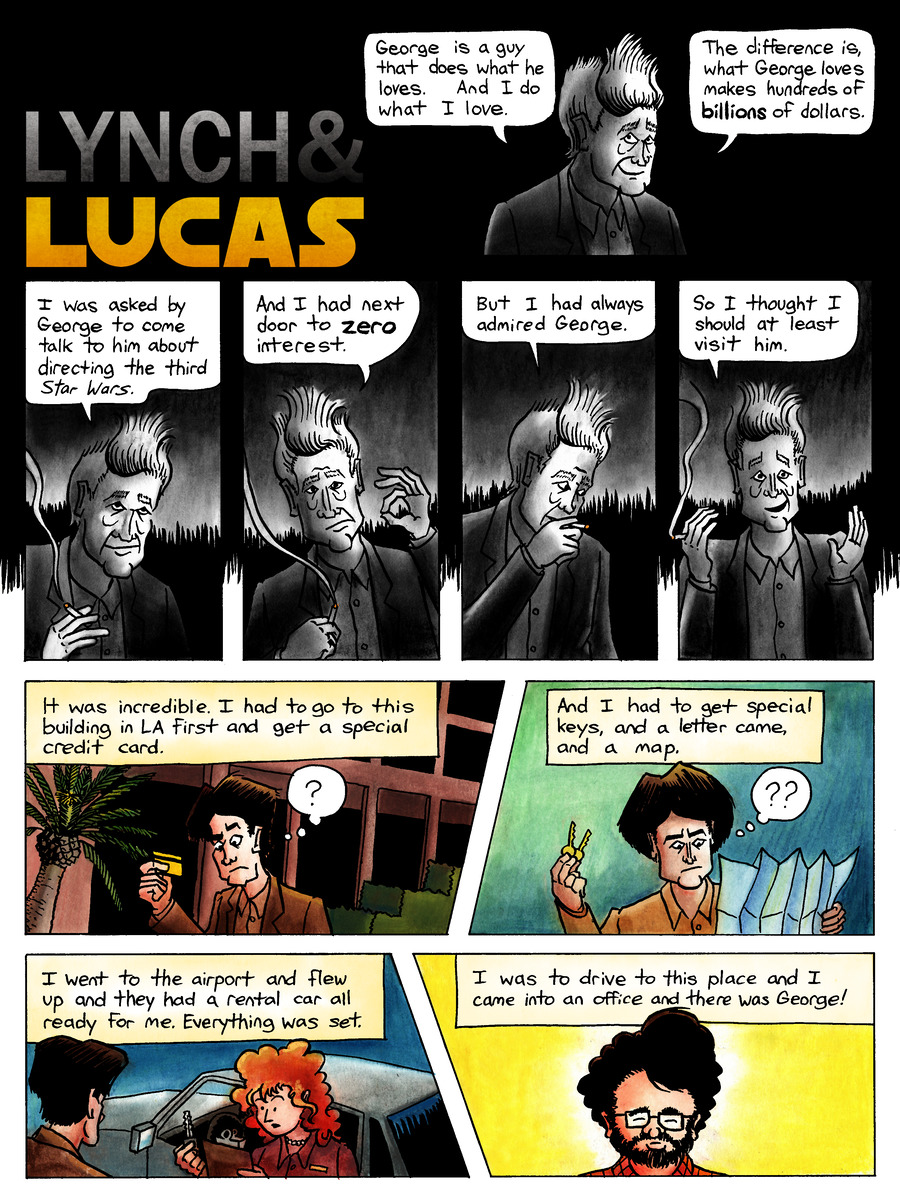 LYNCH &
LUCAS
George is a guy
that does what he
loves. And I do
what I love.
The difference is,
what George loves
makes hundreds of
billions of dollars.
I was asked by
George to come
talk to him about
directing the third
Star Wars.
And I had next
door to zero
interest.
But I had always
admired George.
So I thought I
should at least
visit him.
It was incredible. I had to go to this
building in LA first and get a special
credit card.
?
And I had to get special
keys, and a letter came,
and a map.
??
I went to the airport and flew
up and they had a rental car all
ready for me. Everything was set.
I was to drive to this place and I
came into an office and there was George!